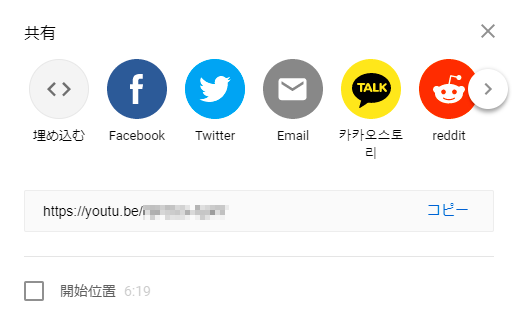 共有
TALK
埋め込む
Facebook
Twitter
Email
카카오스토
리
reddit
https://youtu.be/
コピー
開始位置 6:19